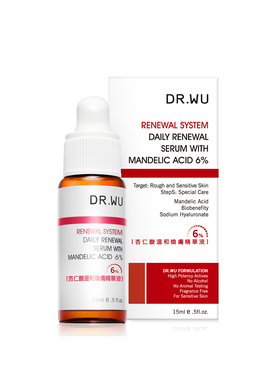 DR.WU
RENEWAL SYSTEM
DAILY RENEWAL
SERUM WITH
MANDELIC ACID 6%
6%
【杏仁酸溫和煥膚精華液】
15ml .5fl.oz.
DR.WU
RENEWAL SYSTEM
DAILY RENEWAL
SERUM WITH
MANDELIC ACID 6%
Target: Rough and Sensitive Skin
Step5: Special Care
Mandelic Acid
Biobenefity
Sodium Hyaluronate
6%
【杏仁酸溫和煥膚精華液】
DR.WU FORMULATION
High Potency Actives
No Alcohol
No Animal Testing
Fragrance Free
For Sensitive Skin
15ml .5fl.oz.